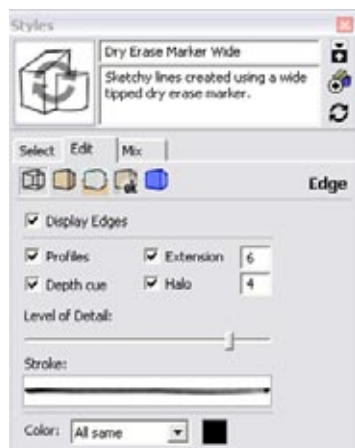 Styles
Dry Erase Marker Wide
Sketchy lines created using a wide
tipped dry erase marker.
Select Edit Mix
Edge
Display Edges
Profiles Extension 6
Depth cue Halo 4
Level of Detail:
Stroke:
Color: All same